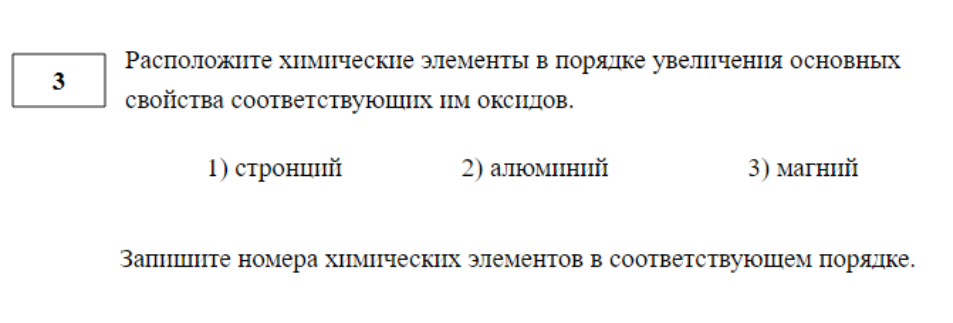 3
Расположите химические элементы в порядке увеличения основных
свойства соответствующих им оксидов.
1) стронций 2) алюминий 3) магний
Запишите номера химических элементов в соответствующем порядке.